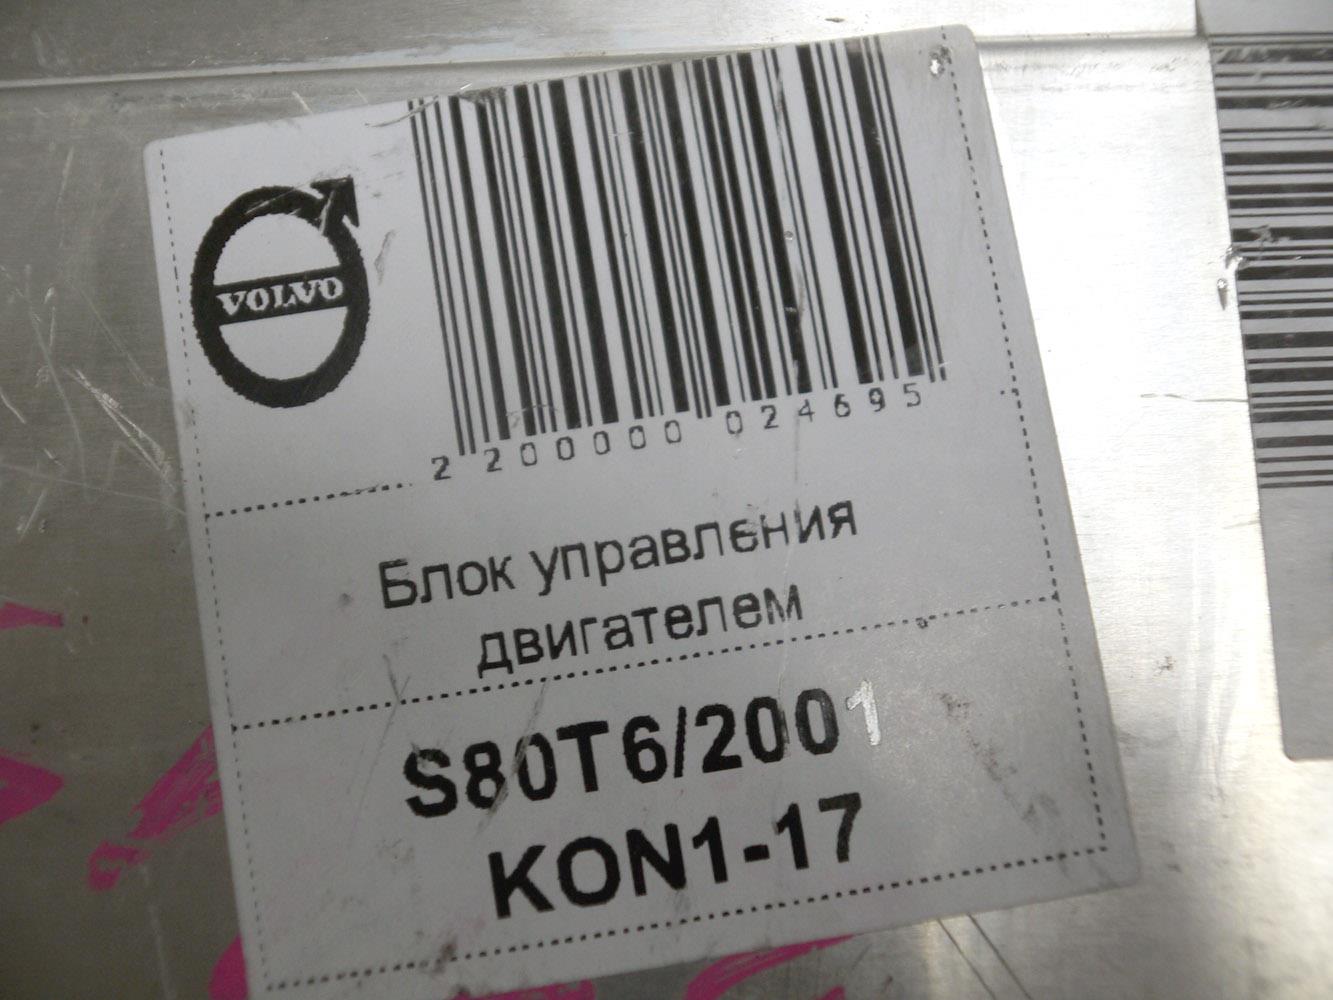 VOLVO
2 200000 024695
Блок управления
двигателем
S80T6/2001
KON1-17